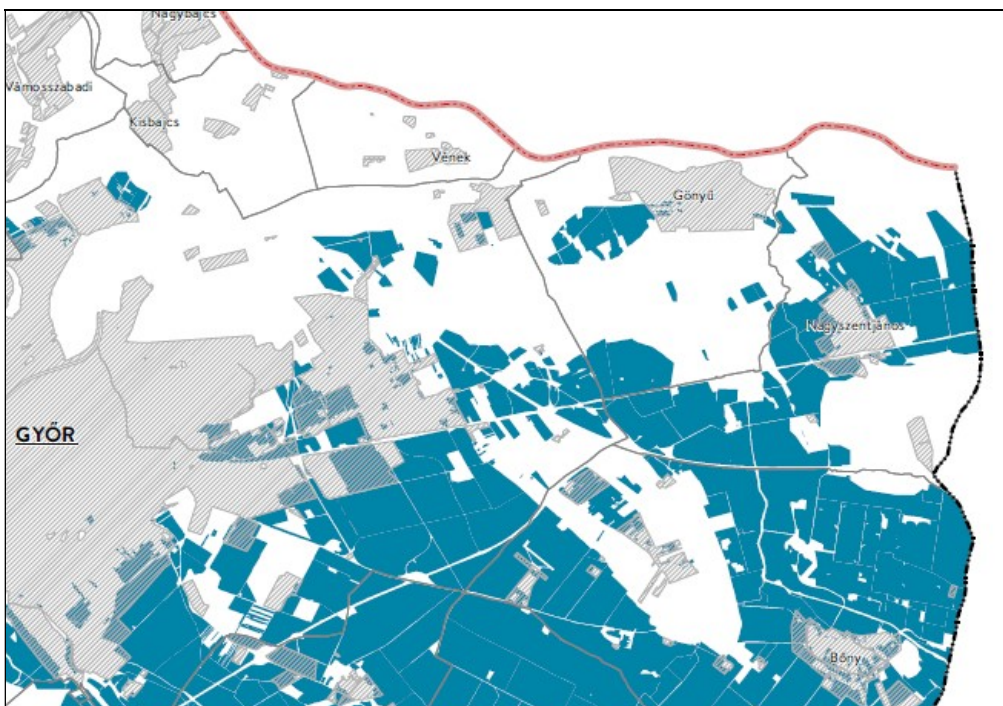 Nagybajcs
Vámosszabadi
Kisbajcs
Vének
Gönyű
Nagyszentjános
GYŐR
Bőny